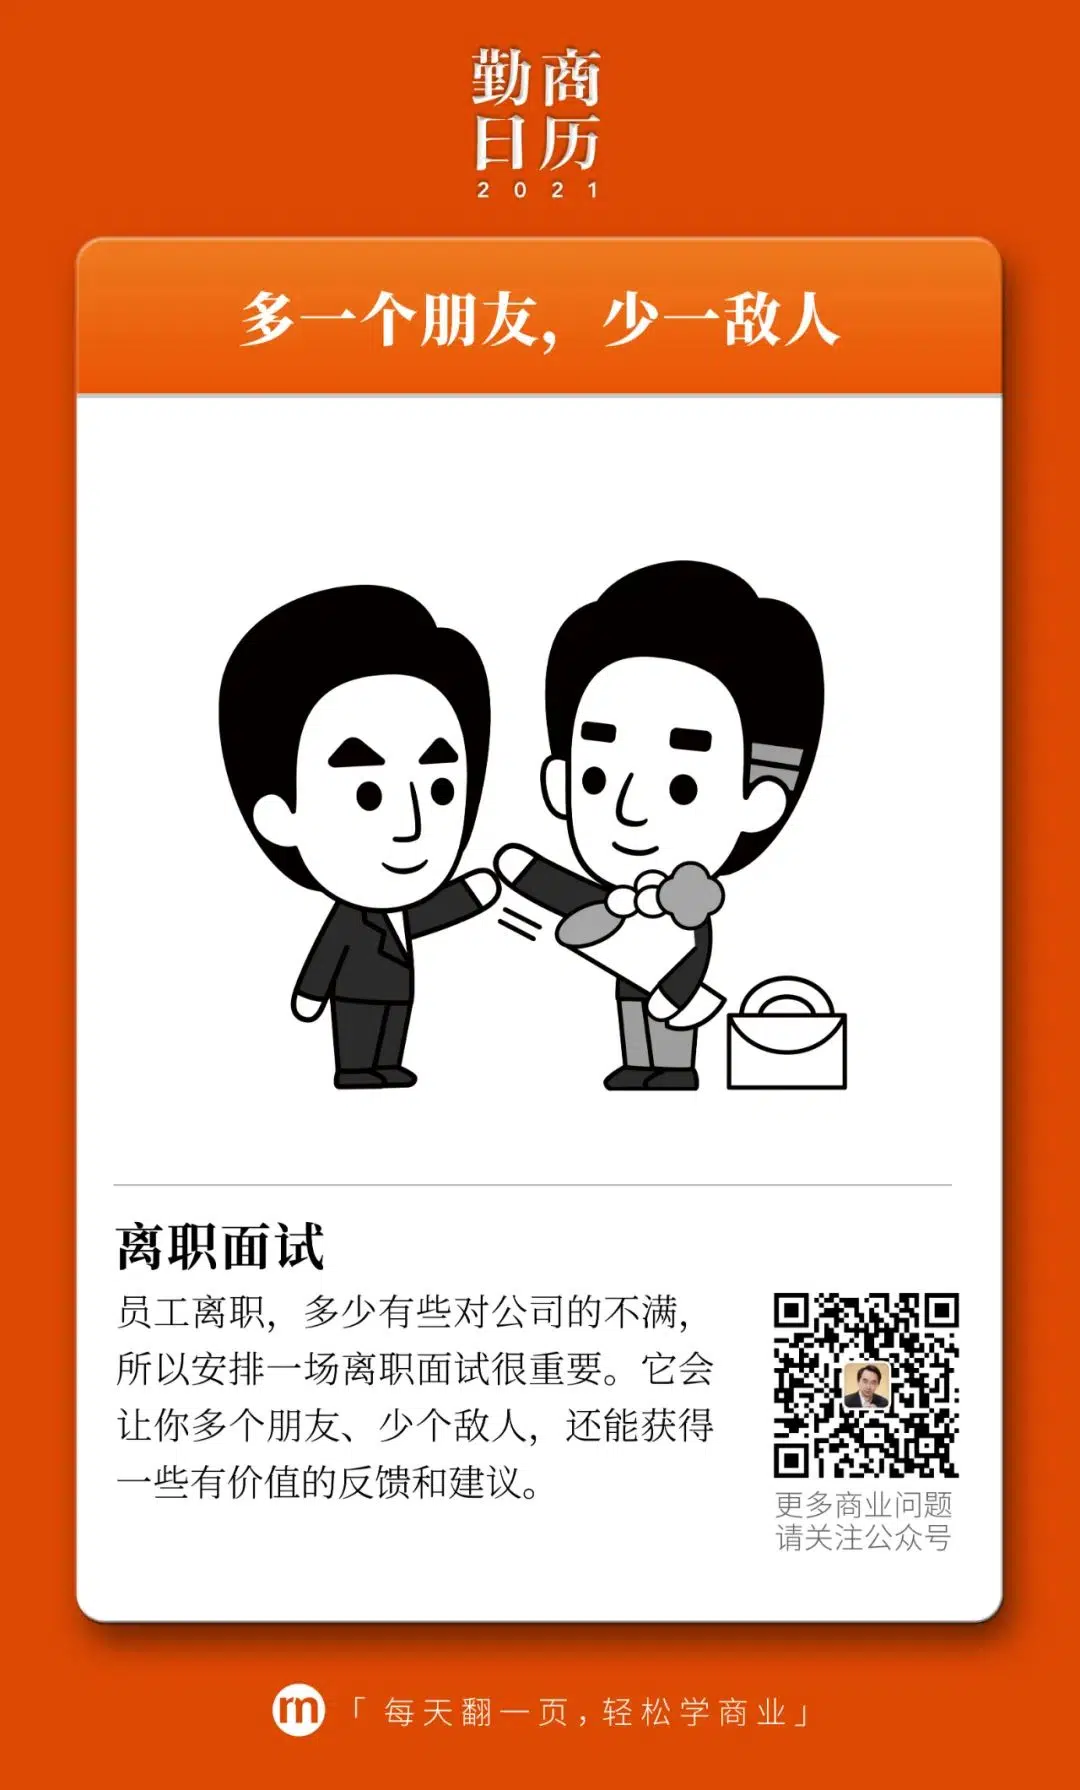 勤商
日历
2021
多一个朋友，少一敌人
离职面试
员工离职，多少有些对公司的不满，
所以安排一场离职面试很重要。它会
让你多个朋友、少个敌人，还能获得
一些有价值的反馈和建议。
更多商业问题
请关注公众号
rm
「每天翻一页，轻松学商业」